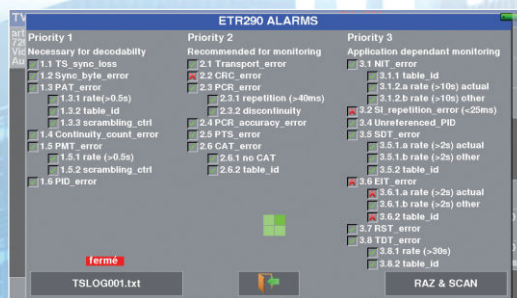 ETR290 ALARMS
TV
art
720
Vid
Au
Priority 1
Necessary for decodabilty
1.1 TS_sync_loss
1.2 Sync_byte_error
1.3 PAT_error
1.3.1 rate(>0.5s)
1.3.2 table_id
1.3.3 scrambling_ctrl
1.4 Continuity_count_error
1.5 PMT_error
1.5.1 rate (>0.5s)
1.5.2 scrambling_ctrl
1.6 PID_error
Priority 2
Recommended for monitoring
2.1 Transport_error
2.2 CRC_error
2.3 PCR_error
2.3.1 repetition (>40ms)
2.3.2 discontinuity
2.4 PCR_accuracy_error
2.5 PTS_error
2.6 CAT_error
2.6.1 no CAT
2.6.2 table_id
Priority 3
Application dependant monitoring
3.1 NIT_error
3.1.1 table_id
3.1.2.a rate (>10s) actual
3.1.2.b rate (>10s) other
3.2 SI_repetition_error (<25ms)
3.4 Unreferenced_PID
3.5 SDT_error
3.5.1.a rate (>2s) actual
3.5.1.b rate (>2s) other
3.5.2 table_id
3.6 EIT_error
3.6.1.a rate (>2s) actual
3.6.1.b rate (>2s) other
3.6.2 table_id
3.7 RST_error
3.8 TDT_error
3.8.1 rate (>30s)
3.8.2 table_id
fermé
TSLOG001.txt
RAZ & SCAN